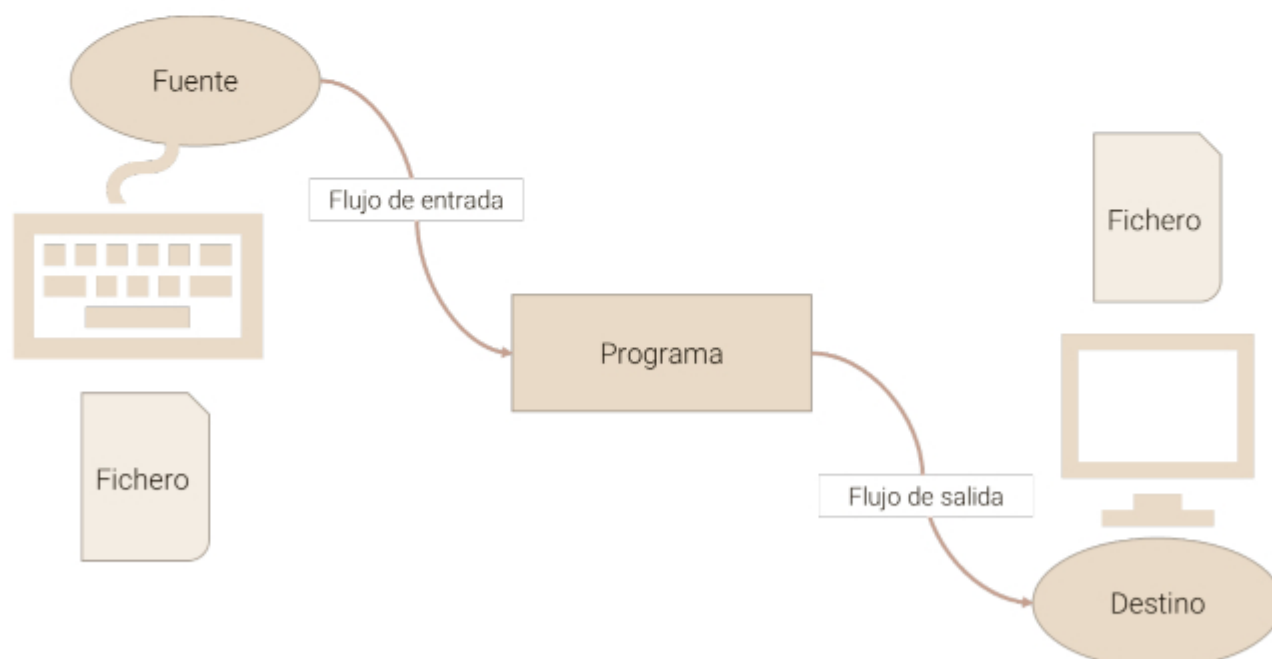 Fuente
Flujo de entrada
Fichero
Programa
Fichero
Flujo de salida
Destino